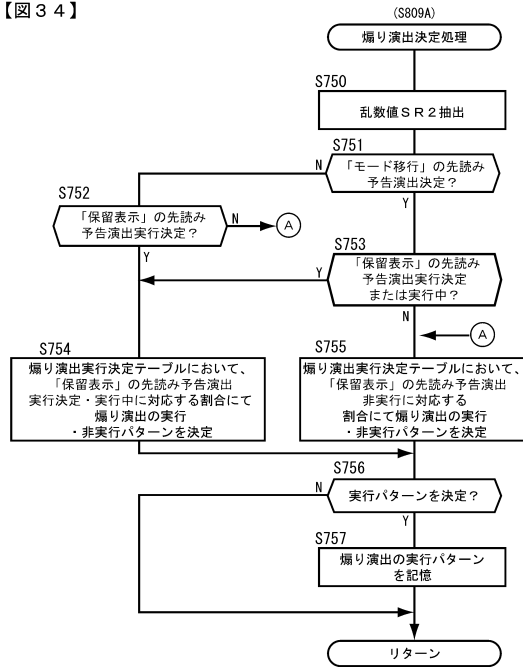 【図３４】
(S809A)
煽り演出決定処理
S750
乱数値ＳＲ２抽出
S751
「モード移行」の先読み
予告演出決定？
N
Y
S752
「保留表示」の先読み
予告演出実行決定？
N
A
Y
S753
「保留表示」の先読み
予告演出実行決定
または実行中？
Y
N
A
S754
煽り演出実行決定テーブルにおいて、
「保留表示」の先読み予告演出
実行決定・実行中に対応する割合にて
煽り演出の実行
・非実行パターンを決定
S755
煽り演出実行決定テーブルにおいて、
「保留表示」の先読み予告演出
非実行に対応する
割合にて煽り演出の実行
・非実行パターンを決定
S756
実行パターンを決定？
N
Y
S757
煽り演出の実行パターン
を記憶
リターン